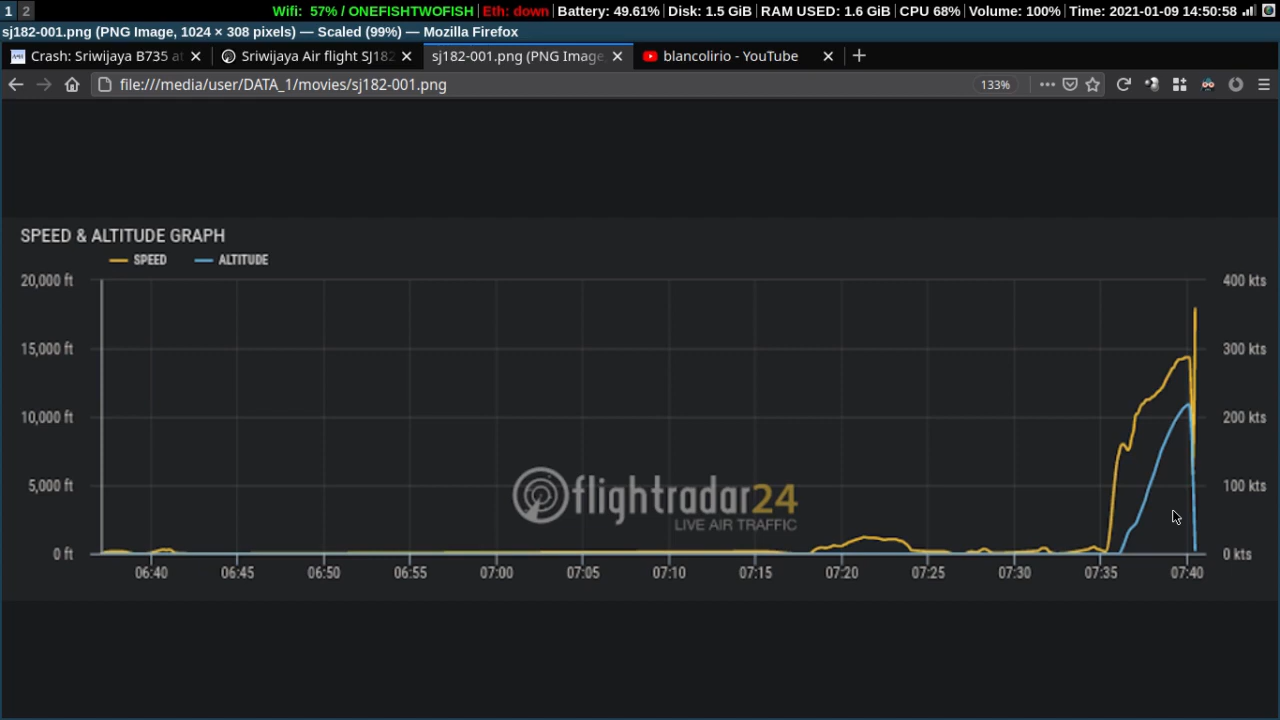 1 2 Wifi: 57% / ONEFISHTWOFISH Eth: down Battery: 49.61% Disk: 1.5 GiB RAM USED: 1.6 GiB CPU 68% Volume: 100% Time: 2021-01-09 14:50:58
sj182-001.png (PNG Image, 1024 × 308 pixels) — Scaled (99%) — Mozilla Firefox
Crash: Sriwijaya B735 at Sriwijaya Air flight SJ182 sj182-001.png (PNG Image, blancolirio - YouTube
file:///media/user/DATA_1/movies/sj182-001.png 133%
SPEED & ALTITUDE GRAPH
SPEED ALTITUDE
20,000 ft 400 kts
15,000 ft 300 kts
10,000 ft 200 kts
5,000 ft 100 kts
flightradar24
LIVE AIR TRAFFIC
0 ft 0 kts
06:40 06:45 06:50 06:55 07:00 07:05 07:10 07:15 07:20 07:25 07:30 07:35 07:40